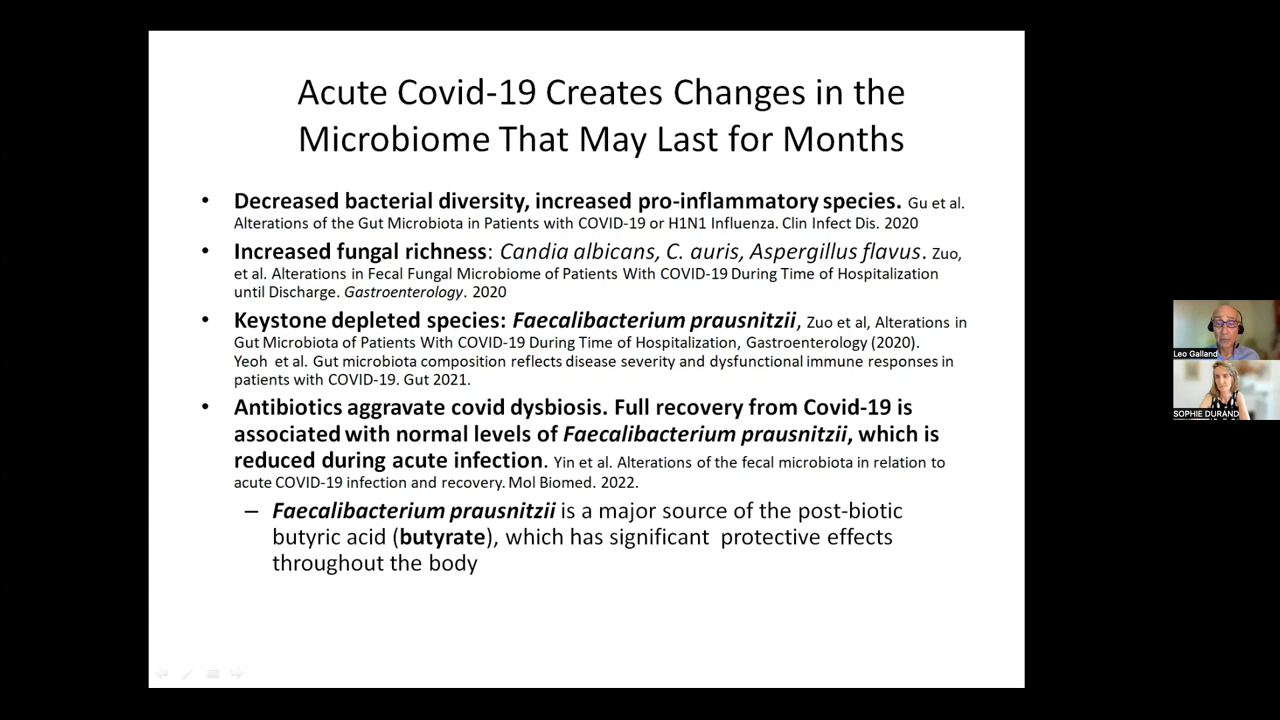 Acute Covid-19 Creates Changes in the
Microbiome That May Last for Months
• Decreased bacterial diversity, increased pro-inflammatory species. Gu et al.
Alterations of the Gut Microbiota in Patients with COVID-19 or H1N1 Influenza. Clin Infect Dis. 2020
• Increased fungal richness: Candia albicans, C. auris, Aspergillus flavus. Zuo,
et al. Alterations in Fecal Fungal Microbiome of Patients With COVID-19 During Time of Hospitalization
until Discharge. Gastroenterology. 2020
• Keystone depleted species: Faecalibacterium prausnitzii, Zuo et al, Alterations in
Gut Microbiota of Patients With COVID-19 During Time of Hospitalization, Gastroenterology (2020).
Yeoh et al. Gut microbiota composition reflects disease severity and dysfunctional immune responses in
patients with COVID-19. Gut 2021.
• Antibiotics aggravate covid dysbiosis. Full recovery from Covid-19 is
associated with normal levels of Faecalibacterium prausnitzii, which is
reduced during acute infection. Yin et al. Alterations of the fecal microbiota in relation to
acute COVID-19 infection and recovery. Mol Biomed. 2022.
– Faecalibacterium prausnitzii is a major source of the post-biotic
butyric acid (butyrate), which has significant protective effects
throughout the body
Leo Galland
SOPHIE DURAND